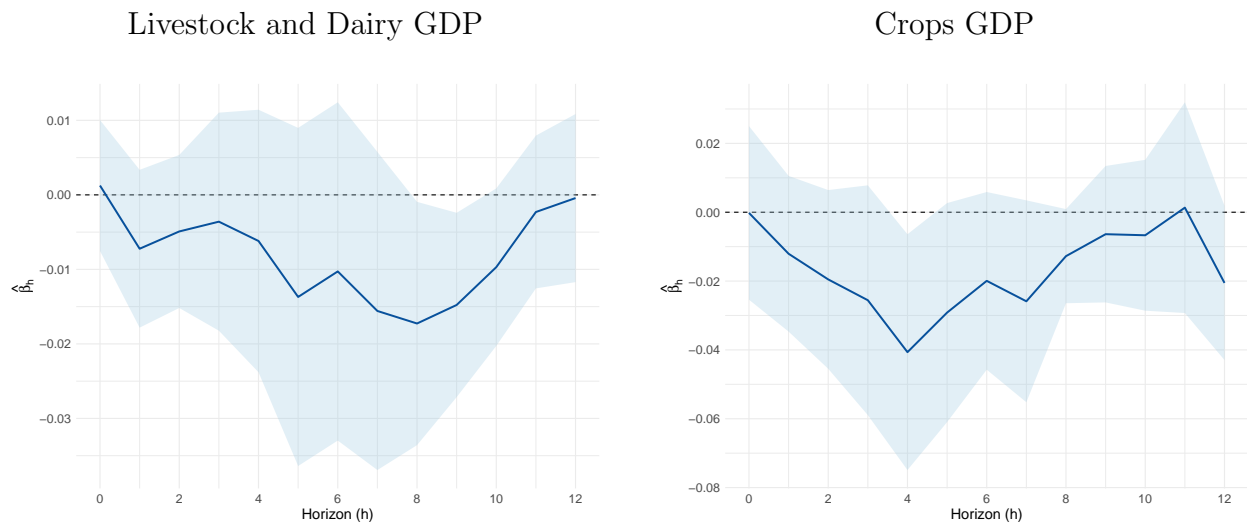 Livestock and Dairy GDP
0.01
0.00
−0.01
−0.02
−0.03
β̂h
0 2 4 6 8 10 12
Horizon (h)
Crops GDP
0.02
0.00
−0.02
−0.04
−0.06
−0.08
β̂h
0 2 4 6 8 10 12
Horizon (h)